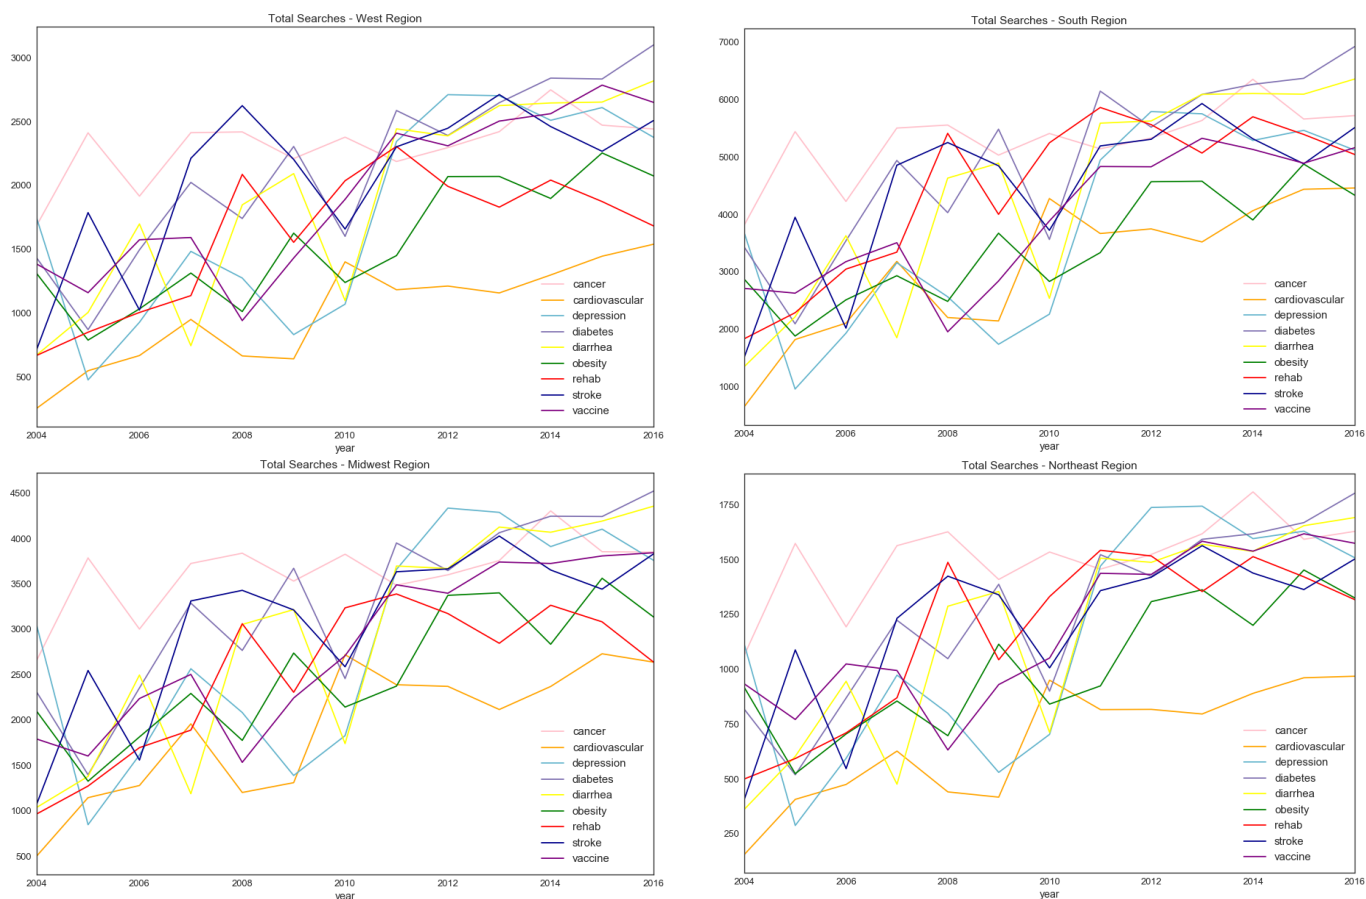 Total Searches - West Region
3000
2500
2000
1500
1000
500
2004
2006
2008
2010
2012
2014
2016
year
cancer
cardiovascular
depression
diabetes
diarrhea
obesity
rehab
stroke
vaccine
Total Searches - South Region
7000
6000
5000
4000
3000
2000
1000
2004
2006
2008
2010
2012
2014
2016
year
cancer
cardiovascular
depression
diabetes
diarrhea
obesity
rehab
stroke
vaccine
Total Searches - Midwest Region
4500
4000
3500
3000
2500
2000
1500
1000
500
2004
2006
2008
2010
2012
2014
2016
year
cancer
cardiovascular
depression
diabetes
diarrhea
obesity
rehab
stroke
vaccine
Total Searches - Northeast Region
1750
1500
1250
1000
750
500
250
2004
2006
2008
2010
2012
2014
2016
year
cancer
cardiovascular
depression
diabetes
diarrhea
obesity
rehab
stroke
vaccine